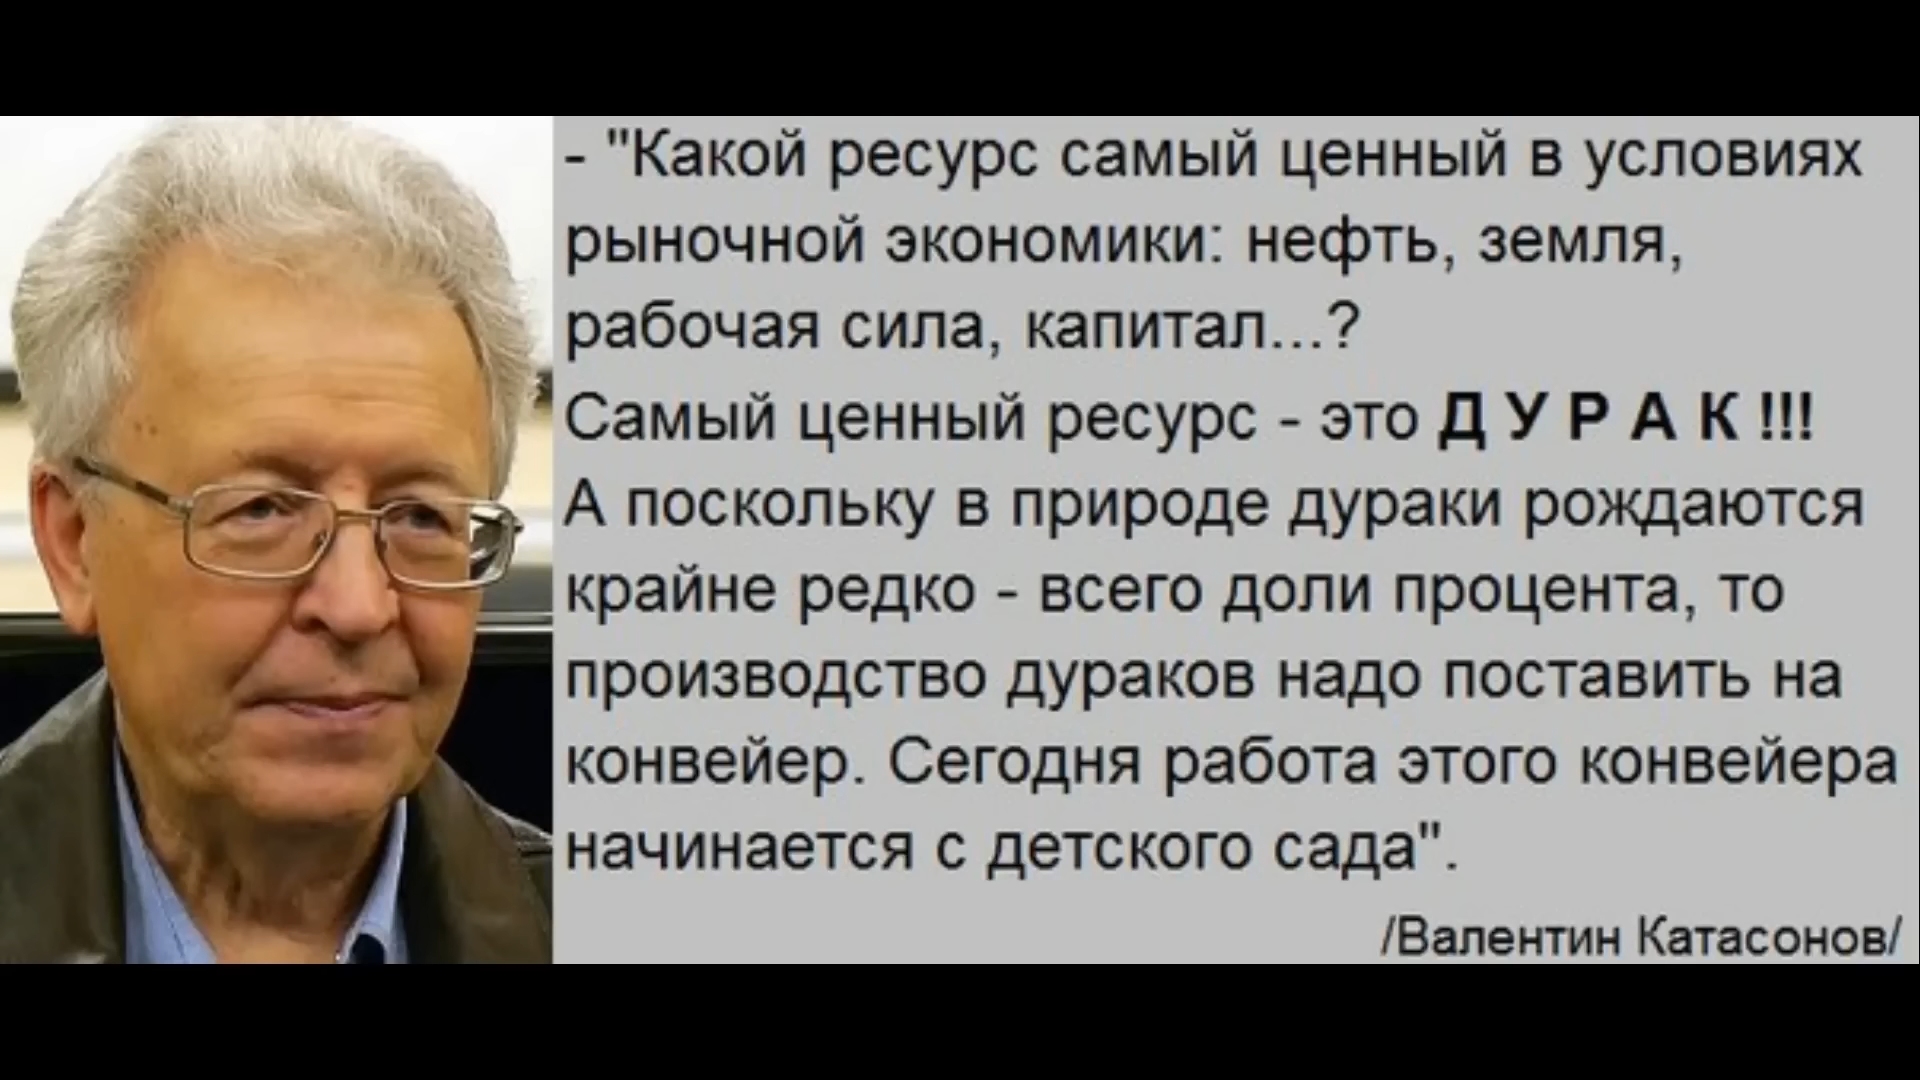 - "Какой ресурс самый ценный в условиях
рыночной экономики: нефть, земля,
рабочая сила, капитал...?
Самый ценный ресурс - это Д У Р А К !!!
А поскольку в природе дураки рождаются
крайне редко - всего доли процента, то
производство дураков надо поставить на
конвейер. Сегодня работа этого конвейера
начинается с детского сада".
/Валентин Катасонов/